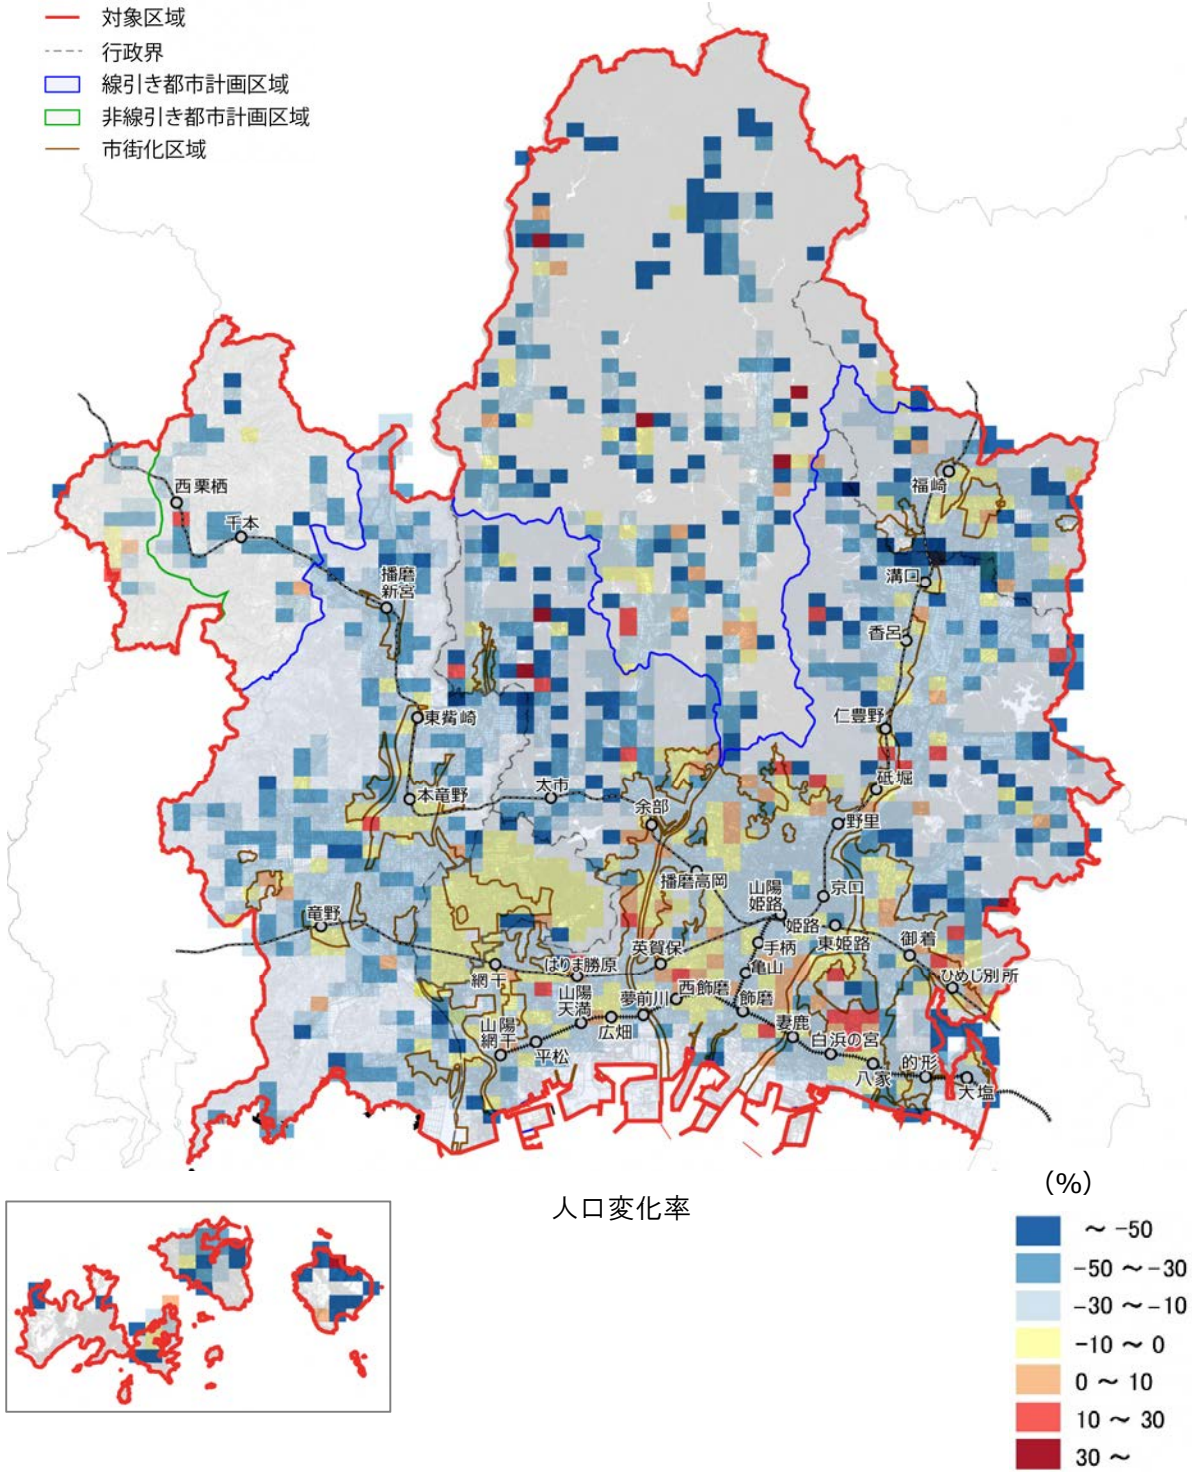 対象区域
行政界
線引き都市計画区域
非線引き都市計画区域
市街化区域
西栗栖
千本
播磨
新宮
東觜崎
本竜野
太市
余部
播磨高岡
福崎
溝口
香呂
仁豊野
砥堀
野里
京口
山陽
姫路
姫路
東姫路
御着
ひめじ別所
手柄
亀山
竜野
網干
はりま勝原
英賀保
西飾磨
飾磨
夢前川
広畑
山陽
天満
山陽
網干
平松
妻鹿
白浜の宮
八家
的形
大塩
人口変化率
(%)
~ -50
-50 ~ -30
-30 ~ -10
-10 ~ 0
0 ~ 10
10 ~ 30
30 ~